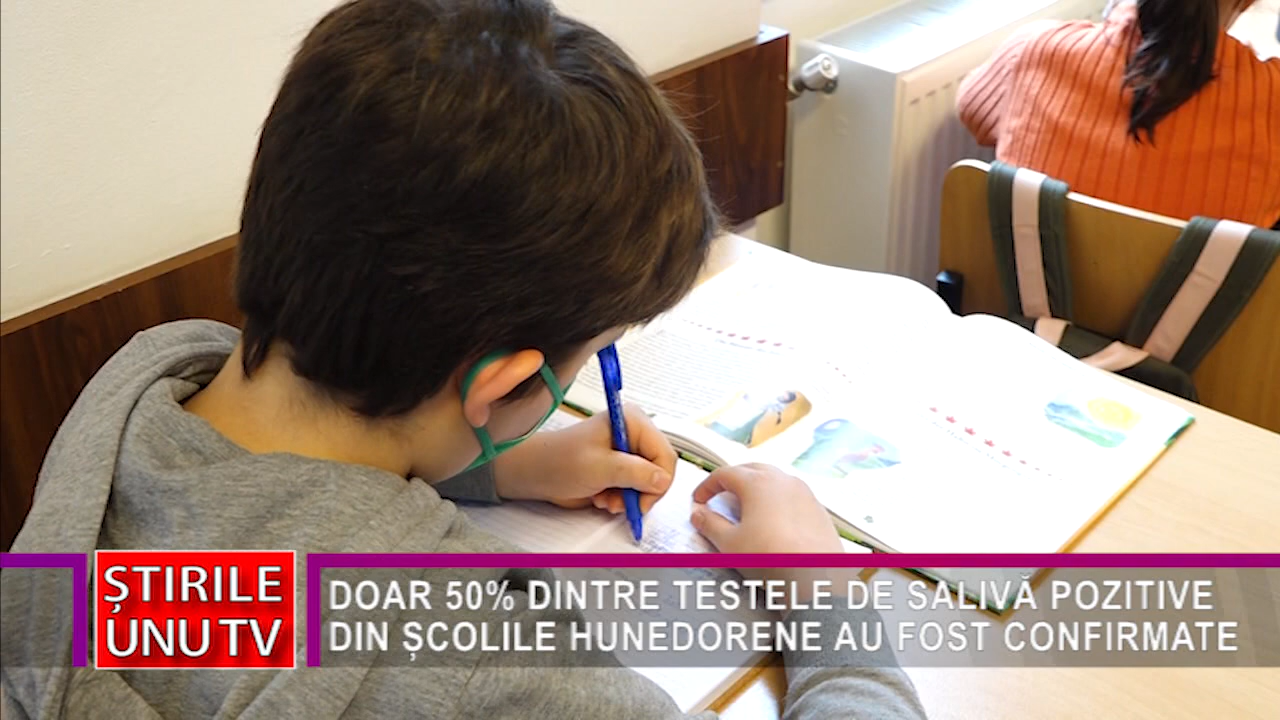 ȘTIRILE
UNU TV
DOAR 50% DINTRE TESTELE DE SALIVĂ POZITIVE
DIN ȘCOLILE HUNEDORENE AU FOST CONFIRMATE